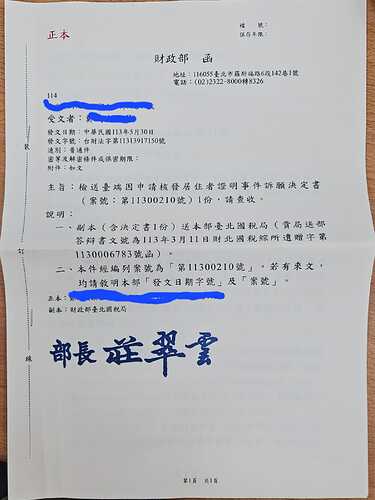 正本
檔　　號：
保存年限：
財政部　函
地址：116055臺北市羅斯福路6段142巷1號
電話：(02)2322-8000轉8326
114
受文者：
發文日期：中華民國113年5月30日
發文字號：台財法字第11313917150號
速別：普通件
密等及解密條件或保密期限：
附件：如文
主旨：檢送臺端因申請核發居住者證明事件訴願決定書
（案號：第11300210號）1份，請查收。
說明：
一、副本（含決定書1份）送本部臺北國稅局（貴局送部
答辯書文號為113年3月11日財北國稅綜所遺贈字第
1130006783號函）。
二、本件經編列案號為「第11300210號」。若有來文，
均請敘明本部「發文日期字號」及「案號」。
正本：
副本：財政部臺北國稅局
部長 莊翠雲
裝
訂
線
第1頁　共1頁